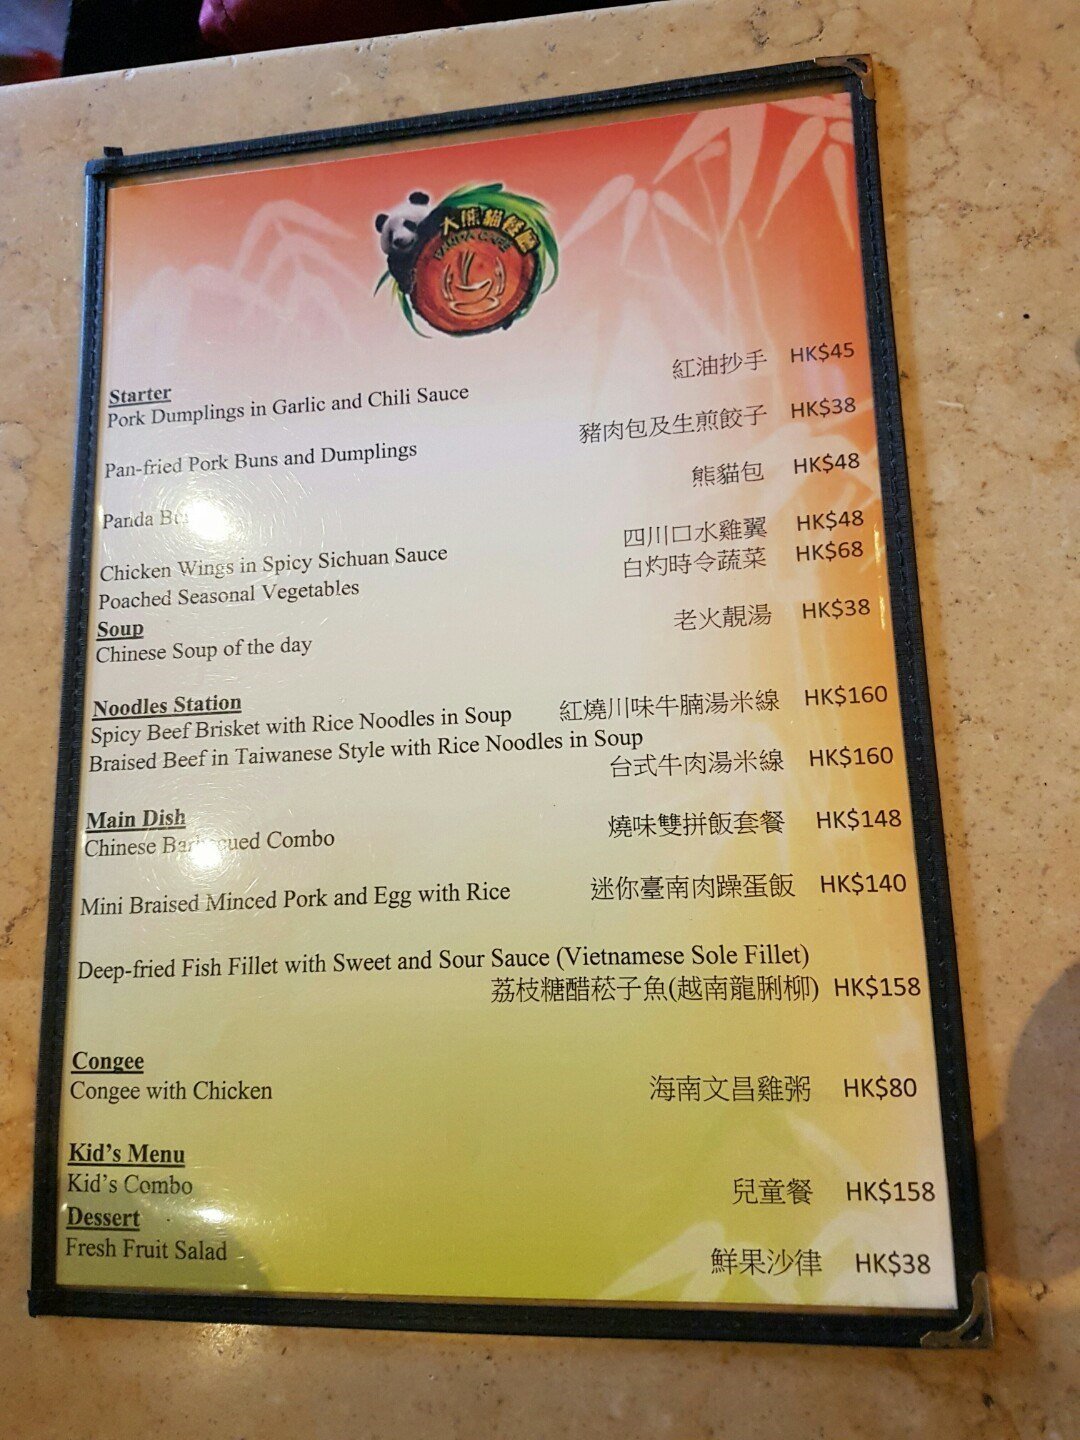 大熊貓餐廳
PANDA CAFE
Starter
Pork Dumplings in Garlic and Chili Sauce 紅油抄手 HK$45
Pan-fried Pork Buns and Dumplings 豬肉包及生煎餃子 HK$38
Panda 熊貓包 HK$48
Chicken Wings in Spicy Sichuan Sauce 四川口水雞翼 HK$48
Poached Seasonal Vegetables 白灼時令蔬菜 HK$68
Soup
Chinese Soup of the day 老火靚湯 HK$38
Noodles Station
Spicy Beef Brisket with Rice Noodles in Soup 紅燒川味牛腩湯米線 HK$160
Braised Beef in Taiwanese Style with Rice Noodles in Soup
台式牛肉湯米線 HK$160
Main Dish
Chinese Barbecued Combo 燒味雙拼飯套餐 HK$148
Mini Braised Minced Pork and Egg with Rice 迷你臺南肉躁蛋飯 HK$140
Deep-fried Fish Fillet with Sweet and Sour Sauce (Vietnamese Sole Fillet)
荔枝糖醋菘子魚(越南龍脷柳) HK$158
Congee
Congee with Chicken 海南文昌雞粥 HK$80
Kid's Menu
Kid's Combo 兒童餐 HK$158
Dessert
Fresh Fruit Salad 鮮果沙律 HK$38